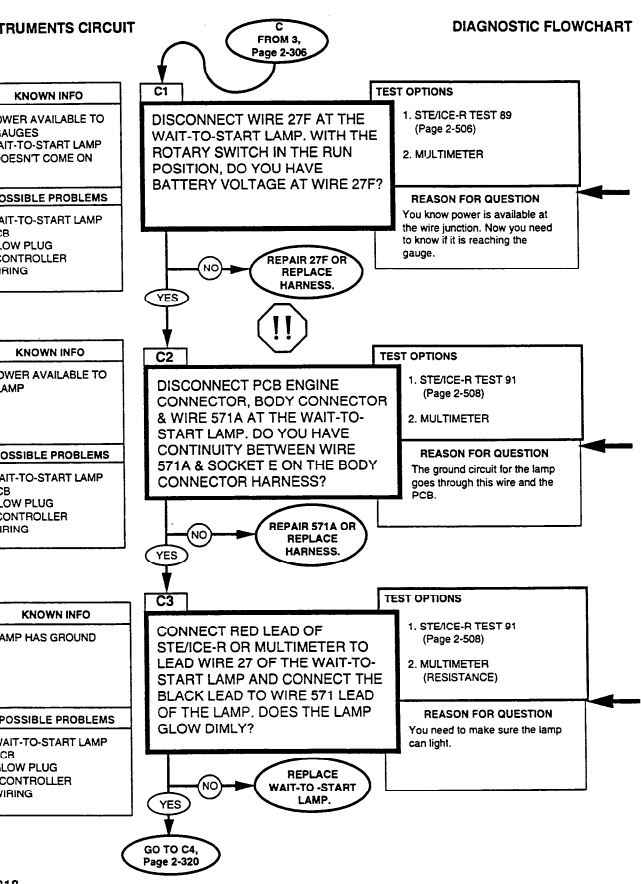 TRUMENTS CIRCUIT
DIAGNOSTIC FLOWCHART
C
FROM 3,
Page 2-306
KNOWN INFO
OWER AVAILABLE TO
GAUGES
AIT-TO-START LAMP
OESN'T COME ON
OSSIBLE PROBLEMS
AIT-TO-START LAMP
CB
LOW PLUG
CONTROLLER
IRING
C1
DISCONNECT WIRE 27F AT THE
WAIT-TO-START LAMP. WITH THE
ROTARY SWITCH IN THE RUN
POSITION, DO YOU HAVE
BATTERY VOLTAGE AT WIRE 27F?
TEST OPTIONS
1. STE/ICE-R TEST 89
(Page 2-506)
2. MULTIMETER
REASON FOR QUESTION
You know power is available at
the wire junction. Now you need
to know if it is reaching the
gauge.
NO
REPAIR 27F OR
REPLACE
HARNESS.
YES
!!
KNOWN INFO
OWER AVAILABLE TO
AMP
OSSIBLE PROBLEMS
WAIT-TO-START LAMP
CB
LOW PLUG
CONTROLLER
IRING
C2
DISCONNECT PCB ENGINE
CONNECTOR, BODY CONNECTOR
& WIRE 571A AT THE WAIT-TO-
START LAMP. DO YOU HAVE
CONTINUITY BETWEEN WIRE
571A & SOCKET E ON THE BODY
CONNECTOR HARNESS?
TEST OPTIONS
1. STE/ICE-R TEST 91
(Page 2-508)
2. MULTIMETER
REASON FOR QUESTION
The ground circuit for the lamp
goes through this wire and the
PCB.
NO
REPAIR 571A OR
REPLACE
HARNESS.
YES
KNOWN INFO
AMP HAS GROUND
POSSIBLE PROBLEMS
WAIT-TO-START LAMP
CB
GLOW PLUG
CONTROLLER
WIRING
C3
CONNECT RED LEAD OF
STE/ICE-R OR MULTIMETER TO
LEAD WIRE 27 OF THE WAIT-TO-
START LAMP AND CONNECT THE
BLACK LEAD TO WIRE 571 LEAD
OF THE LAMP. DOES THE LAMP
GLOW DIMLY?
TEST OPTIONS
1. STE/ICE-R TEST 91
(Page 2-508)
2. MULTIMETER
(RESISTANCE)
REASON FOR QUESTION
You need to make sure the lamp
can light.
NO
REPLACE
WAIT-TO -START
LAMP.
YES
GO TO C4,
Page 2-320